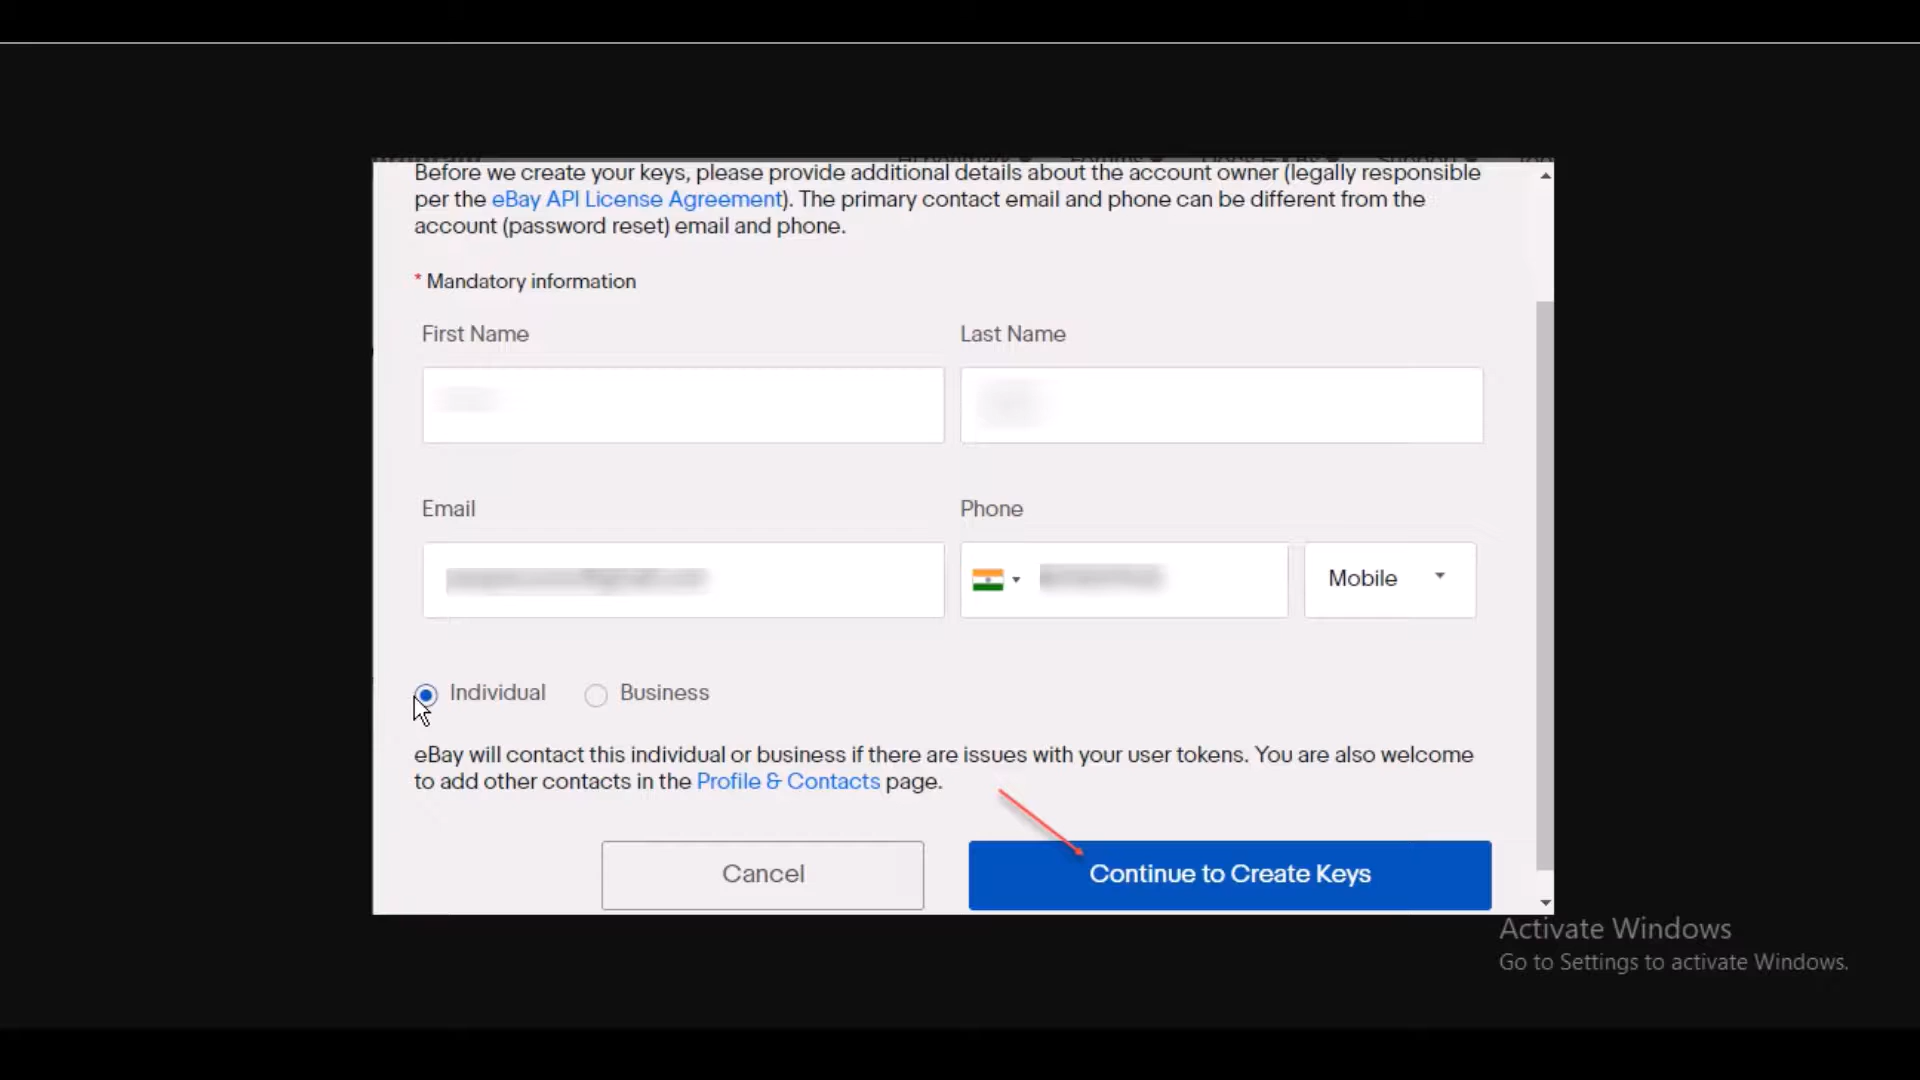 Before we create your keys, please provide additional details about the account owner (legally responsible
per the eBay API License Agreement). The primary contact email and phone can be different from the
account (password reset) email and phone.
* Mandatory information
First Name
Last Name
Email
Phone
Mobile
Individual
Business
eBay will contact this individual or business if there are issues with your user tokens. You are also welcome
to add other contacts in the Profile & Contacts page.
Cancel
Continue to Create Keys
Activate Windows
Go to Settings to activate Windows.